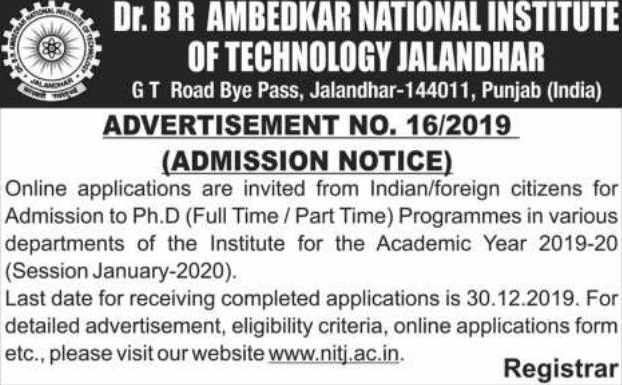 Dr. B R AMBEDKAR NATIONAL INSTITUTE
OF TECHNOLOGY JALANDHAR
G T Road Bye Pass, Jalandhar-144011, Punjab (India)
ADVERTISEMENT NO. 16/2019
(ADMISSION NOTICE)
Online applications are invited from Indian/foreign citizens for
Admission to Ph.D (Full Time / Part Time) Programmes in various
departments of the Institute for the Academic Year 2019-20
(Session January-2020).
Last date for receiving completed applications is 30.12.2019. For
detailed advertisement, eligibility criteria, online applications form
etc., please visit our website www.nitj.ac.in.
Registrar